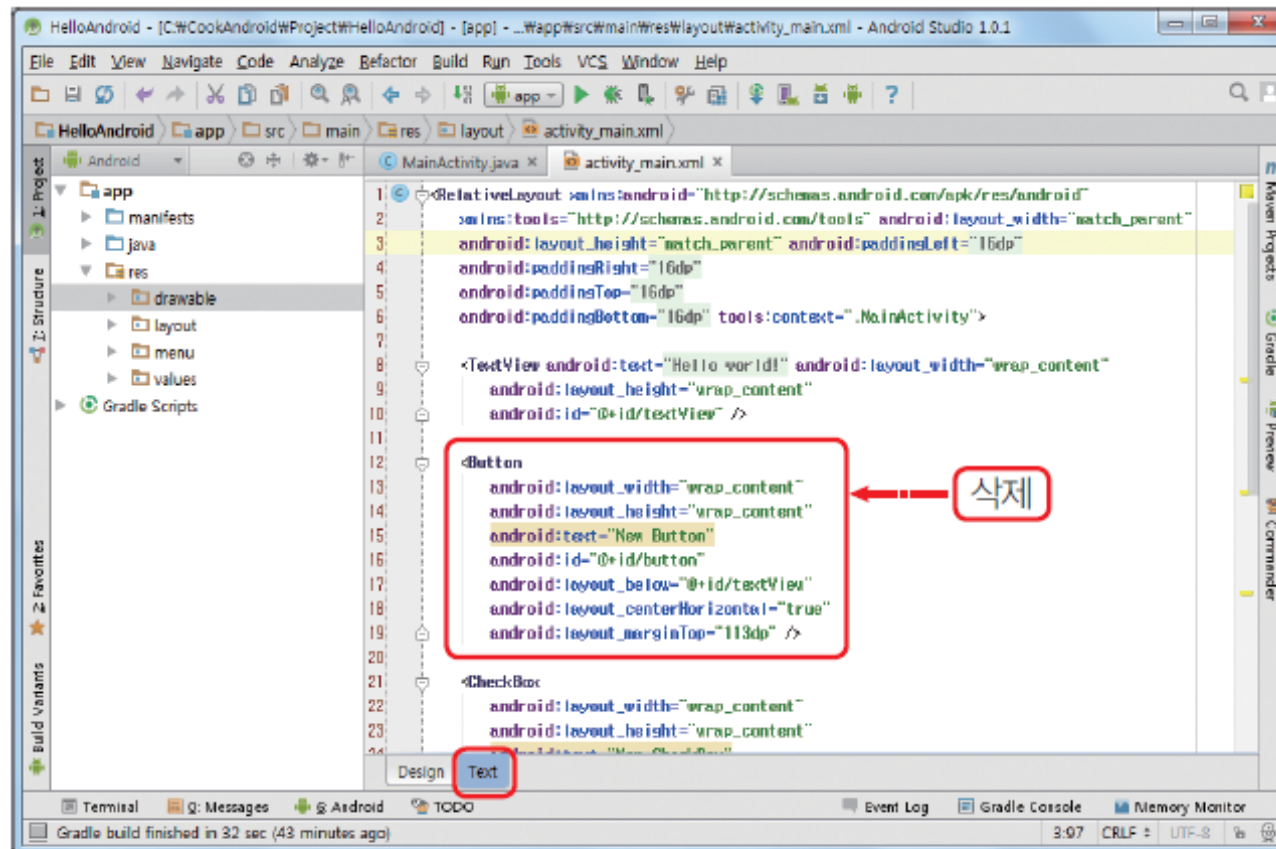 HelloAndroid - [C:₩CookAndroid₩Project₩HelloAndroid] - [app] - ...₩app₩src₩main₩res₩layout₩activity_main.xml - Android Studio 1.0.1
File Edit View Navigate Code Analyze Refactor Build Run Tools VCS Window Help
app
HelloAndroid app src main res layout activity_main.xml
Android
MainActivity.java × activity_main.xml ×
1: Project
Z: Structure
2: Favorites
Build Variants
app
manifests
java
res
drawable
layout
menu
values
Gradle Scripts
1 <RelativeLayout xmlns:android="http://schemas.android.com/apk/res/android"
2 xmlns:tools="http://schemas.android.com/tools" android:layout_width="match_parent"
3 android:layout_height="match_parent" android:paddingLeft="16dp"
4 android:paddingRight="16dp"
5 android:paddingTop="16dp"
6 android:paddingBottom="16dp" tools:context=".MainActivity">
7
8 <TextView android:text="Hello world!" android:layout_width="wrap_content"
9 android:layout_height="wrap_content"
10 android:id="@+id/textView" />
11
12 <Button
13 android:layout_width="wrap_content"
14 android:layout_height="wrap_content"
15 android:text="New Button"
16 android:id="@+id/button"
17 android:layout_below="@+id/textView"
18 android:layout_centerHorizontal="true"
19 android:layout_marginTop="113dp" />
20
21 <CheckBox
22 android:layout_width="wrap_content"
23 android:layout_height="wrap_content"
삭제
Maven Projects
Gradle
Preview
Commander
Design Text
Terminal 0: Messages 6: Android TODO Event Log Gradle Console Memory Monitor
Gradle build finished in 32 sec (43 minutes ago) 3:97 CRLF UTF-8